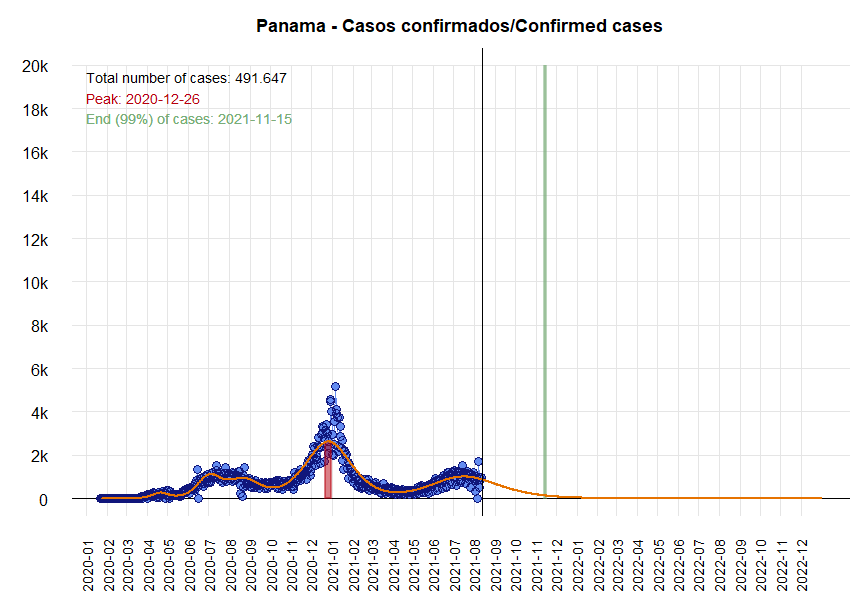 Panama - Casos confirmados/Confirmed cases
20k
18k
16k
14k
12k
10k
8k
6k
4k
2k
0
Total number of cases: 491.647
Peak: 2020-12-26
End (99%) of cases: 2021-11-15
2020-01
2020-02
2020-03
2020-04
2020-05
2020-06
2020-07
2020-08
2020-09
2020-10
2020-11
2020-12
2021-01
2021-02
2021-03
2021-04
2021-05
2021-06
2021-07
2021-08
2021-09
2021-10
2021-11
2021-12
2022-01
2022-02
2022-03
2022-04
2022-05
2022-06
2022-07
2022-08
2022-09
2022-10
2022-11
2022-12